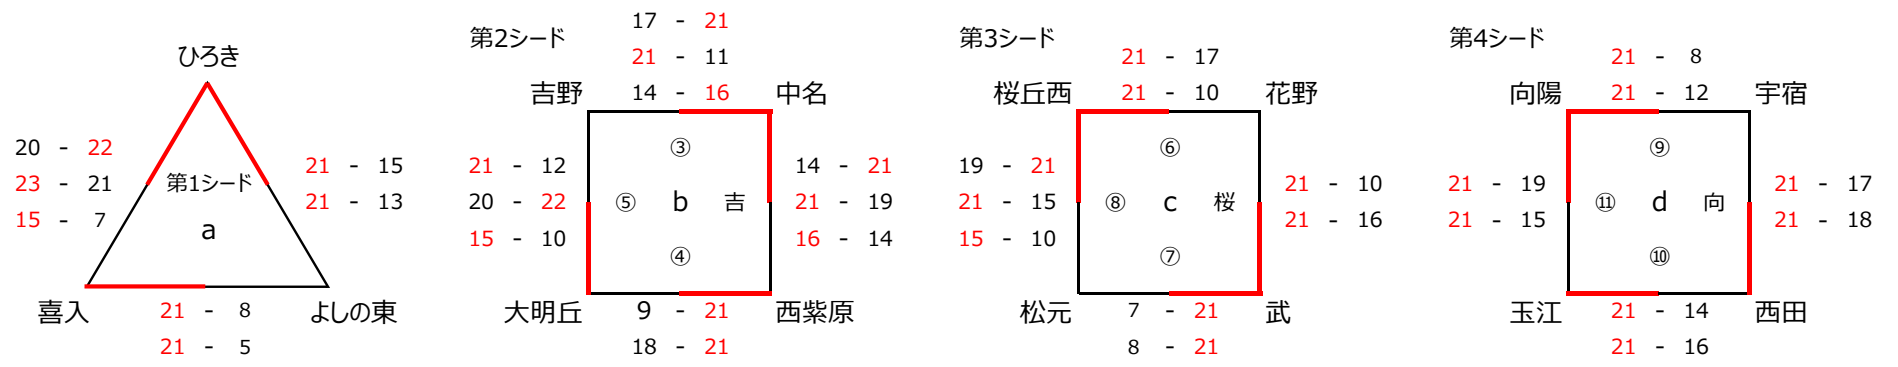 ひろき
20 - 22
23 - 21
15 - 7
21 - 15
21 - 13
第1シード
a
喜入
よしの東
21 - 8
21 - 5
第2シード
17 - 21
21 - 11
14 - 16
吉野
中名
③
21 - 12
20 - 22
15 - 10
⑤ b 吉
14 - 21
21 - 19
16 - 14
④
大明丘
西紫原
9 - 21
18 - 21
第3シード
21 - 17
21 - 10
桜丘西
花野
⑥
19 - 21
21 - 15
15 - 10
⑧ c 桜
21 - 10
21 - 16
⑦
松元
武
7 - 21
8 - 21
第4シード
21 - 8
21 - 12
向陽
宇宿
⑨
21 - 19
21 - 15
⑪ d 向
21 - 17
21 - 18
⑩
玉江
西田
21 - 14
21 - 16